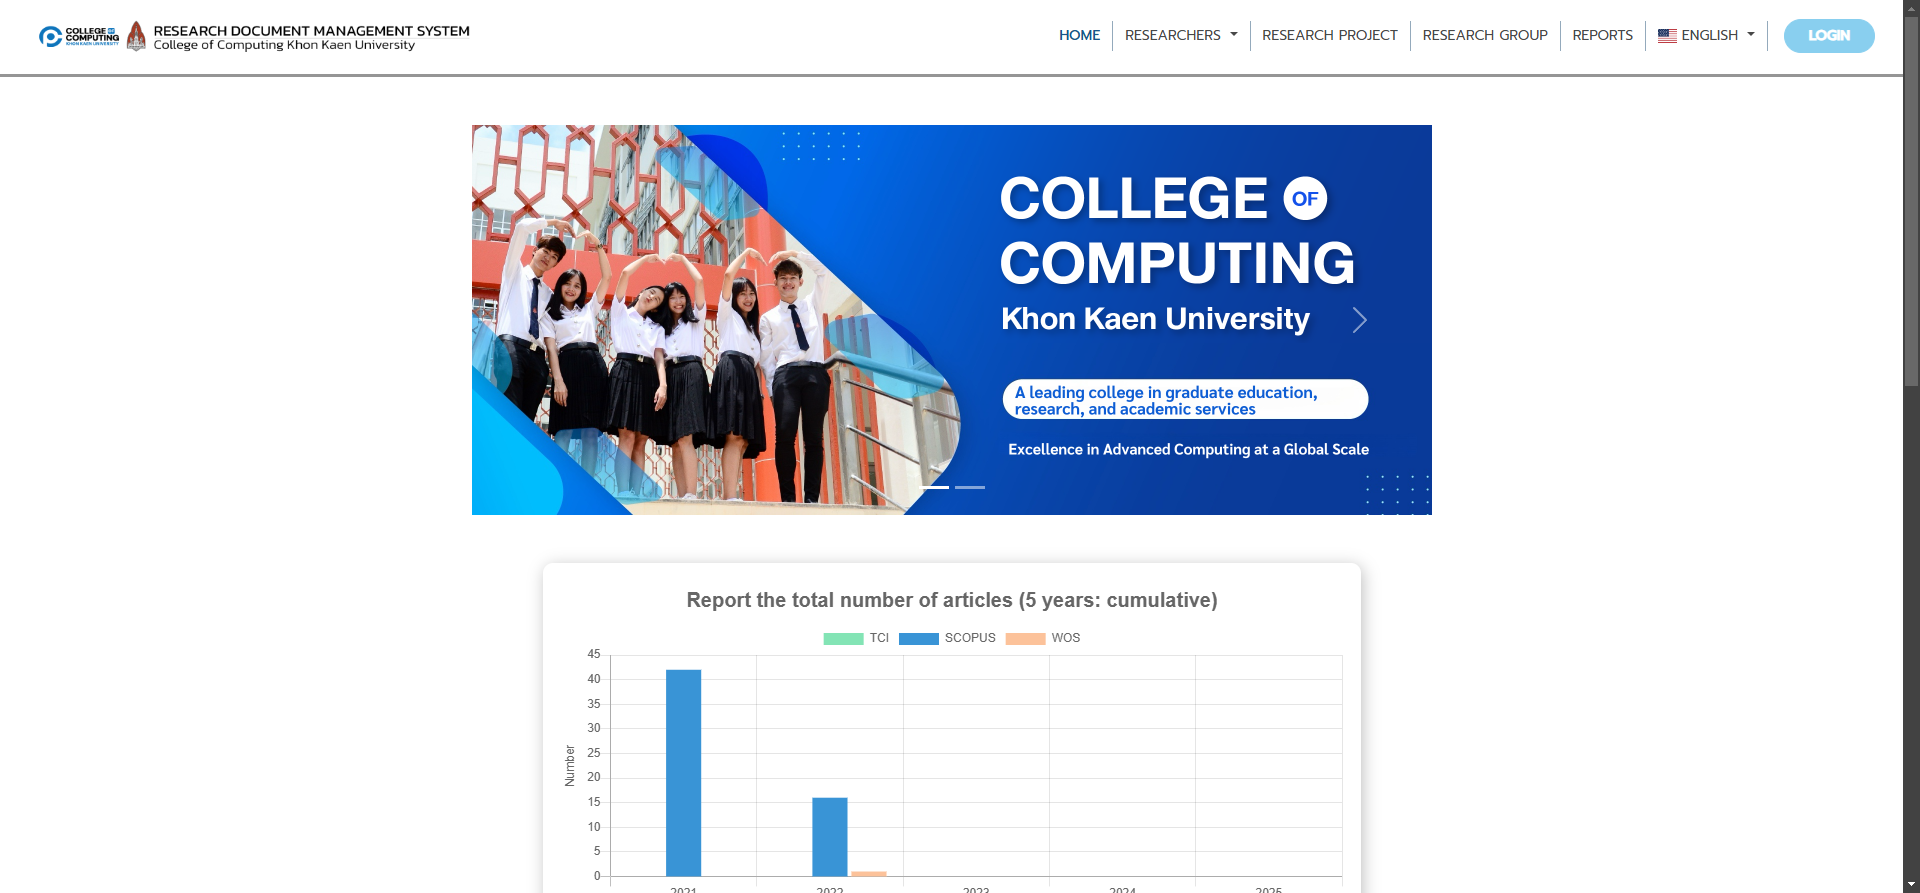 COLLEGE OF
COMPUTING
KHON KAEN UNIVERSITY
RESEARCH DOCUMENT MANAGEMENT SYSTEM
College of Computing Khon Kaen University
HOME
RESEARCHERS
RESEARCH PROJECT
RESEARCH GROUP
REPORTS
ENGLISH
LOGIN
COLLEGE OF
COMPUTING
Khon Kaen University
A leading college in graduate education,
research, and academic services
Excellence in Advanced Computing at a Global Scale
Report the total number of articles (5 years: cumulative)
TCI SCOPUS WOS
45
40
35
30
25
20
15
10
5
0
Number
2021 2022 2023 2024 2025